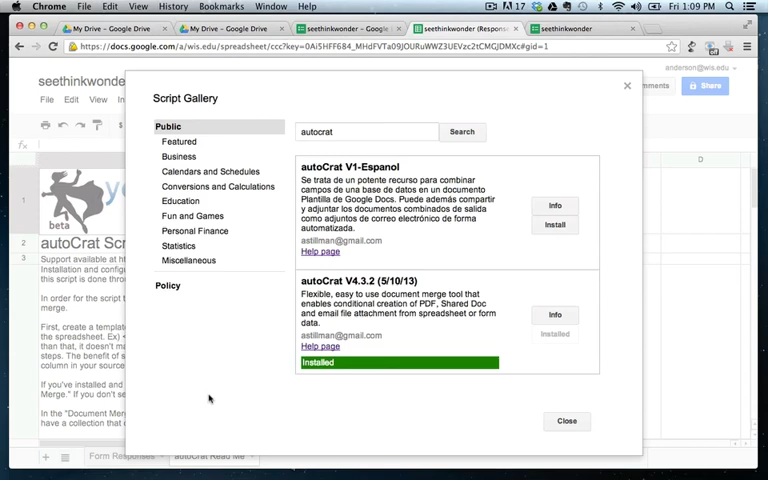 Chrome File Edit View History Bookmarks Window Help
17
Fri 1:09 PM
My Drive – Google Drive
My Drive – Google Drive
seethinkwonder – Google S
seethinkwonder (Respons
seethinkwonder
https://docs.google.com/a/wis.edu/spreadsheet/ccc?key=0Ai5HFF684_MHdFVTa09JOURuWWZ3UEVzc2tCMGJDMXc#gid=1
anderson@wis.edu
seethinkwonde
mments
Share
File Edit View In
$
fx
D
1
yo
beta
2
autoCrat Scr
3
Support available at h
Installation and config
this script is done thro
In order for the script t
merge.
First, create a templat
the spreadsheet. Ex) <
than that, it doesn't ma
steps. The benefit of s
column in your source
If you've installed and
Merge." If you don't se
In the "Document Mer
have a collection that
Form Responses
autoCrat Read Me
Script Gallery
Public
Featured
Business
Calendars and Schedules
Conversions and Calculations
Education
Fun and Games
Personal Finance
Statistics
Miscellaneous
Policy
autocrat
Search
autoCrat V1-Espanol
Se trata de un potente recurso para combinar
campos de una base de datos en un documento
Plantilla de Google Docs. Puede además compartir
y adjuntar los documentos combinados de salida
como adjuntos de correo electrónico de forma
automatizada.
astillman@gmail.com
Help page
Info
Install
autoCrat V4.3.2 (5/10/13)
Flexible, easy to use document merge tool that
enables conditional creation of PDF, Shared Doc
and email file attachment from spreadsheet or form
data.
astillman@gmail.com
Help page
Installed
Info
Installed
Close